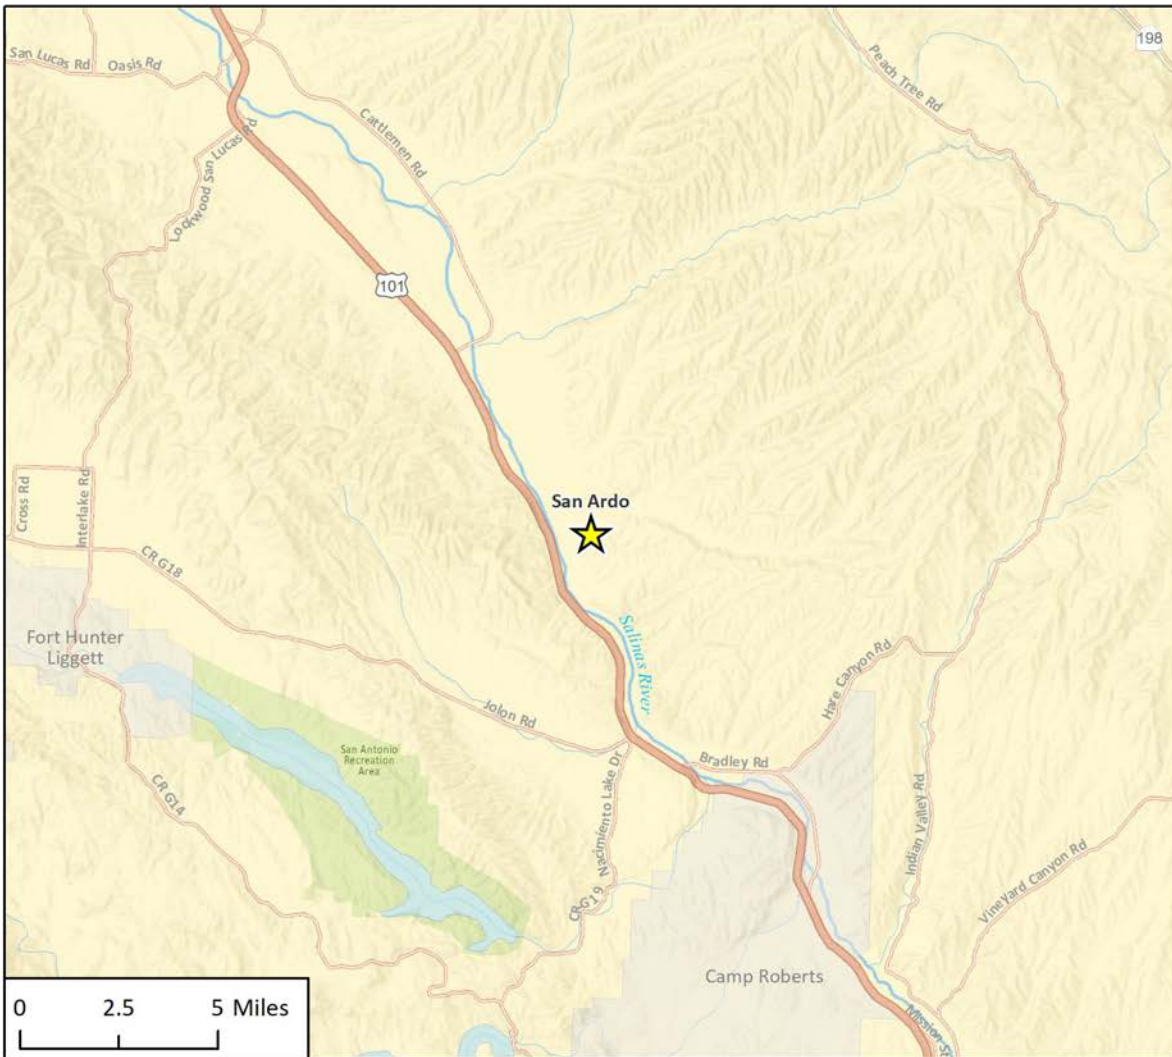 198
San Lucas Rd
Oasis Rd
Peach Tree Rd
Cattlemen Rd
Lockwood San Lucas Rd
101
Cross Rd
Interlake Rd
San Ardo
CR G18
Fort Hunter
Liggett
Salinas River
Hare Canyon Rd
Jolon Rd
San Antonio
Recreation
Area
Bradley Rd
CR G14
Nacimiento Lake Dr
CR G19
Indian Valley Rd
Vineyard Canyon Rd
Camp Roberts
0 2.5 5 Miles
Mission